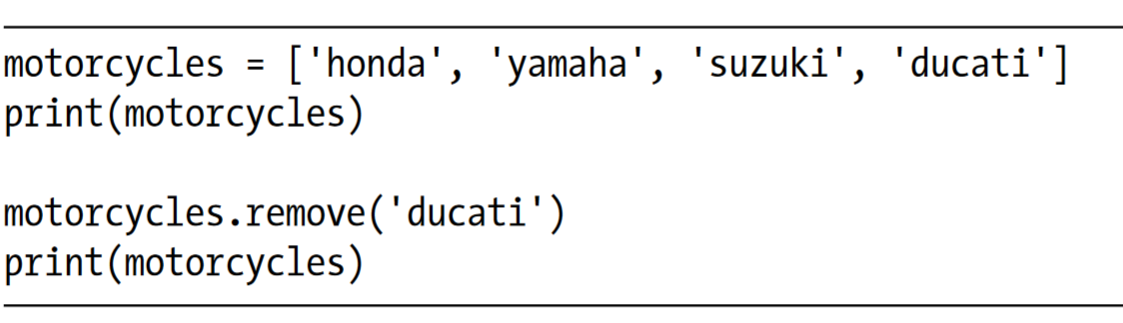 motorcycles = ['honda', 'yamaha', 'suzuki', 'ducati']
print(motorcycles)
motorcycles.remove('ducati')
print(motorcycles)